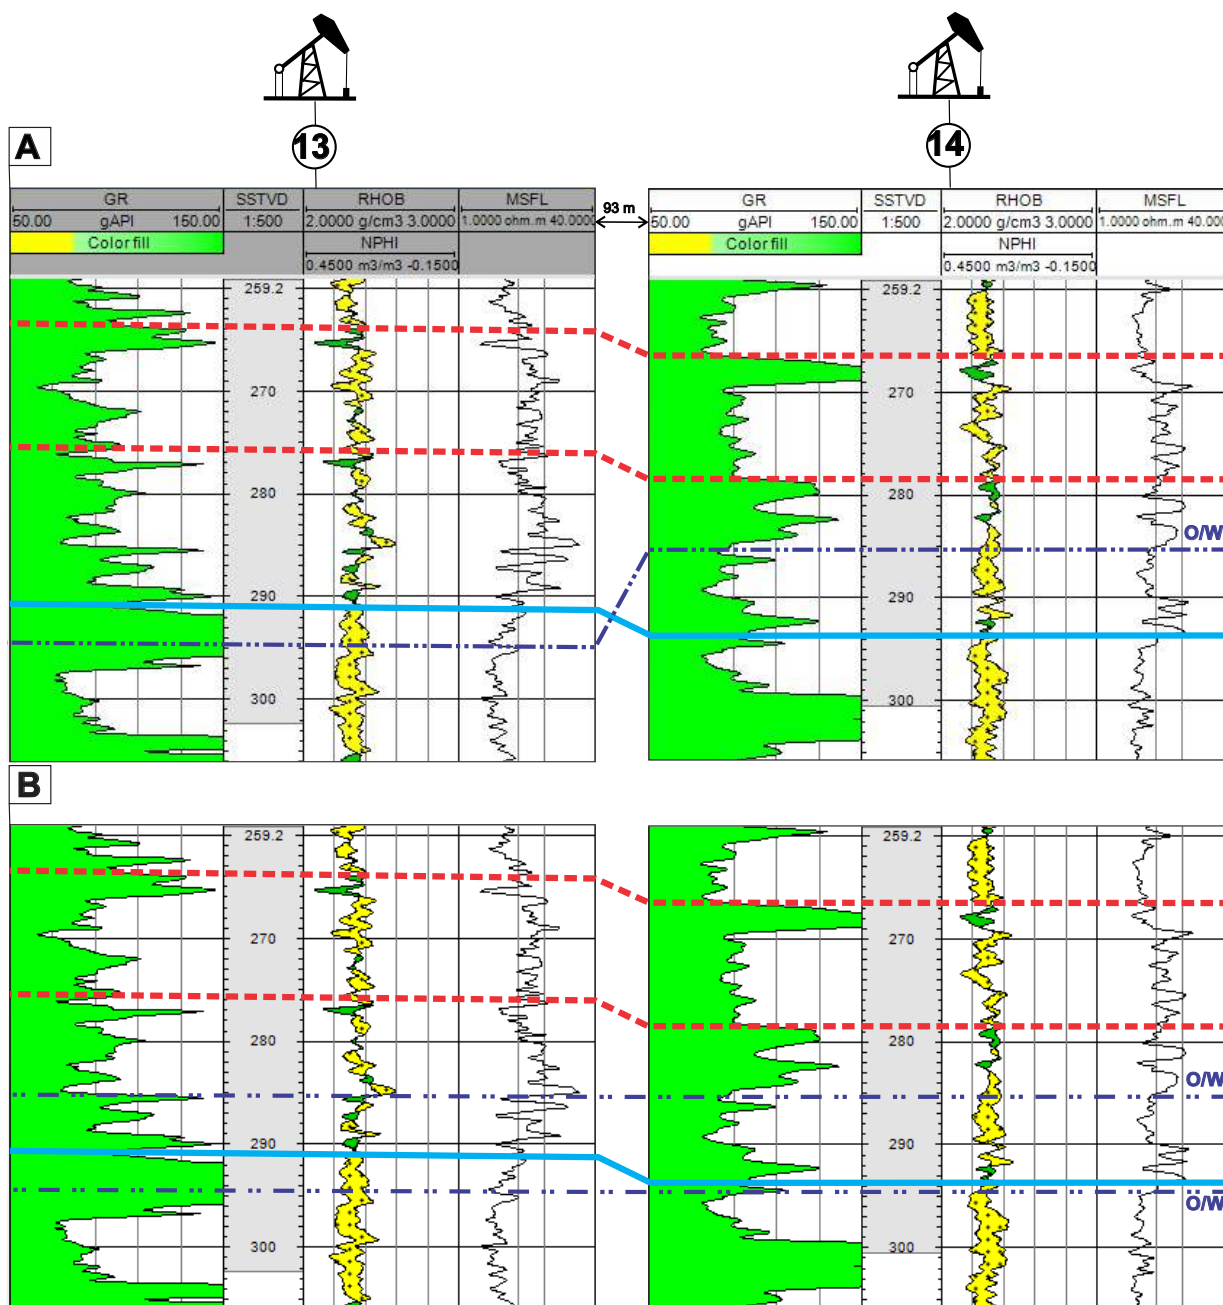 13
14
A
GR SSTVD RHOB MSFL
50.00 gAPI 150.00 1:500 2.0000 g/cm3 3.0000 1.0000 ohm.m 40.0000
Color fill NPHI
0.4500 m3/m3 -0.1500
93 m
GR SSTVD RHOB MSFL
50.00 gAPI 150.00 1:500 2.0000 g/cm3 3.0000 1.0000 ohm.m 40.000
Color fill NPHI
0.4500 m3/m3 -0.1500
259.2 259.2
270 270
280 280
O/W
290 290
300 300
B
259.2 259.2
270 270
280 280
O/W
290 290
O/W
300 300